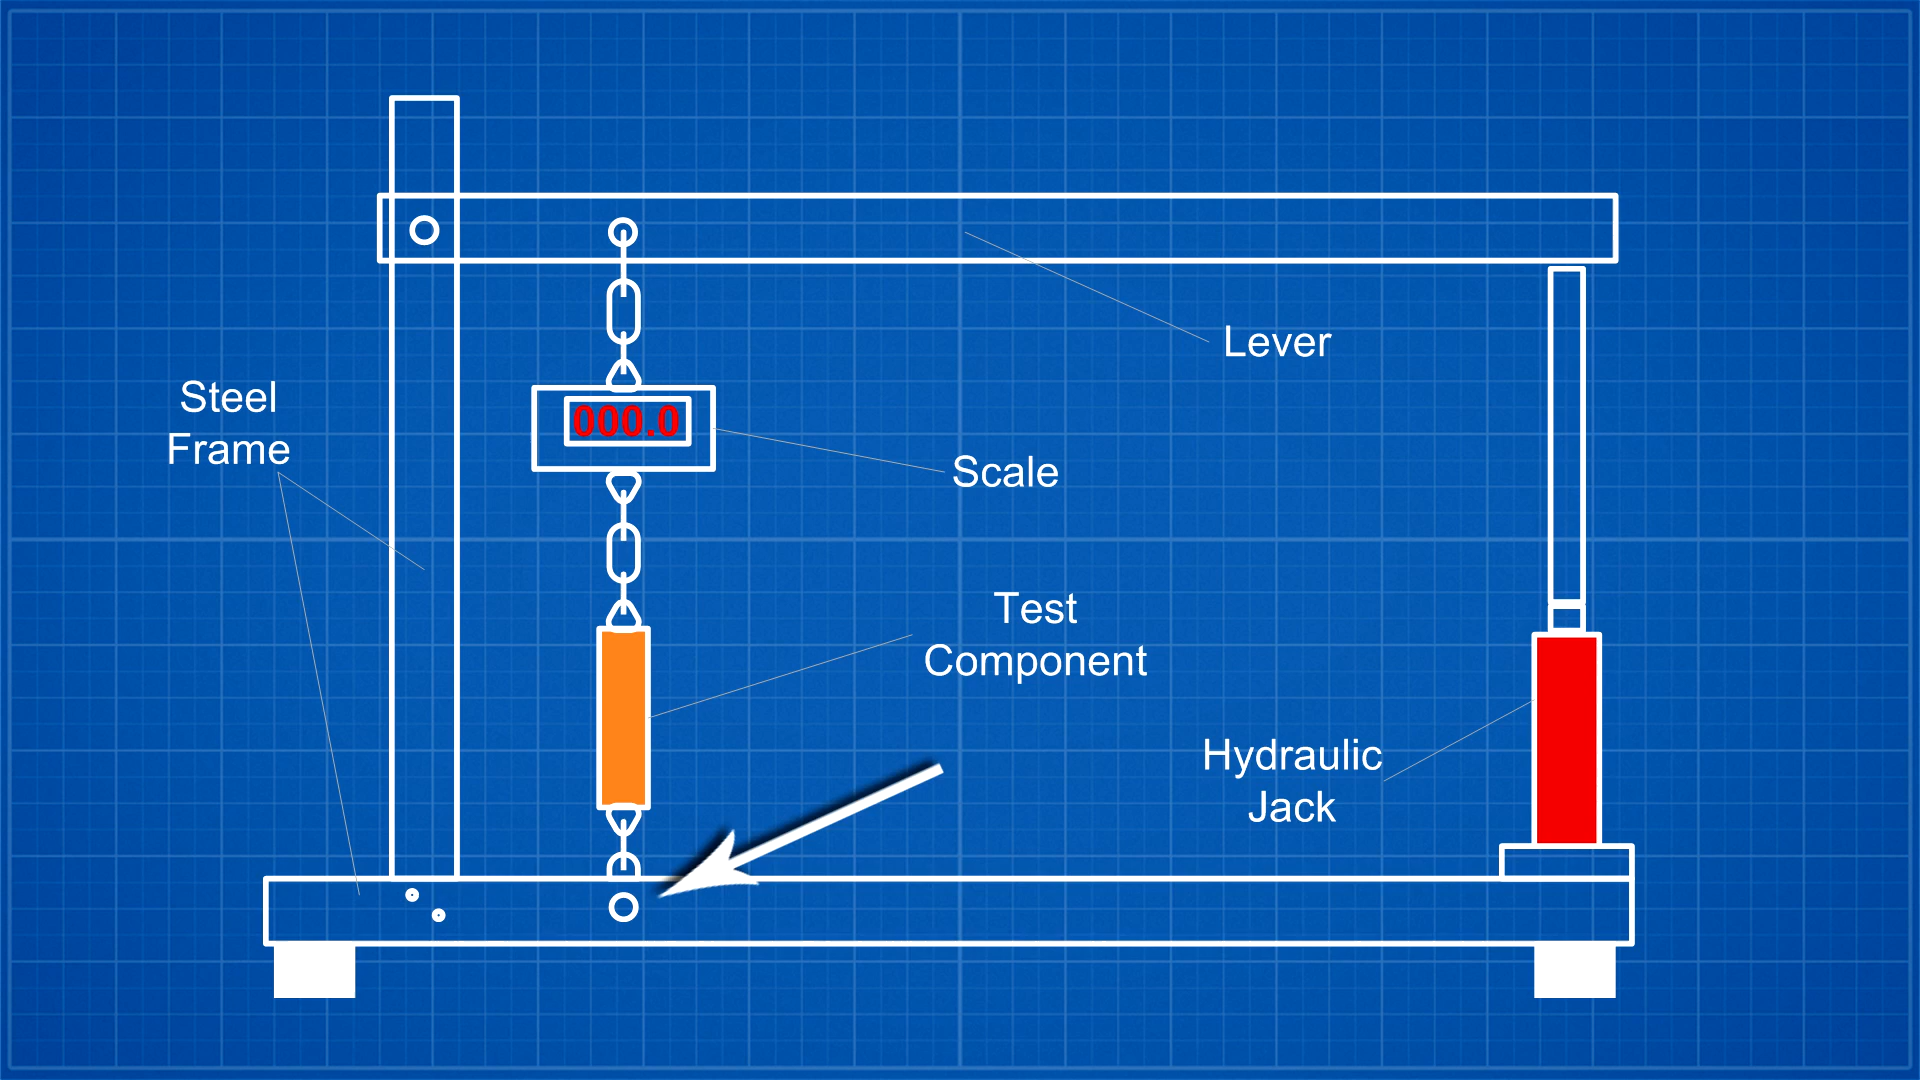 Lever
Steel
Frame
000.0
Scale
Test
Component
Hydraulic
Jack